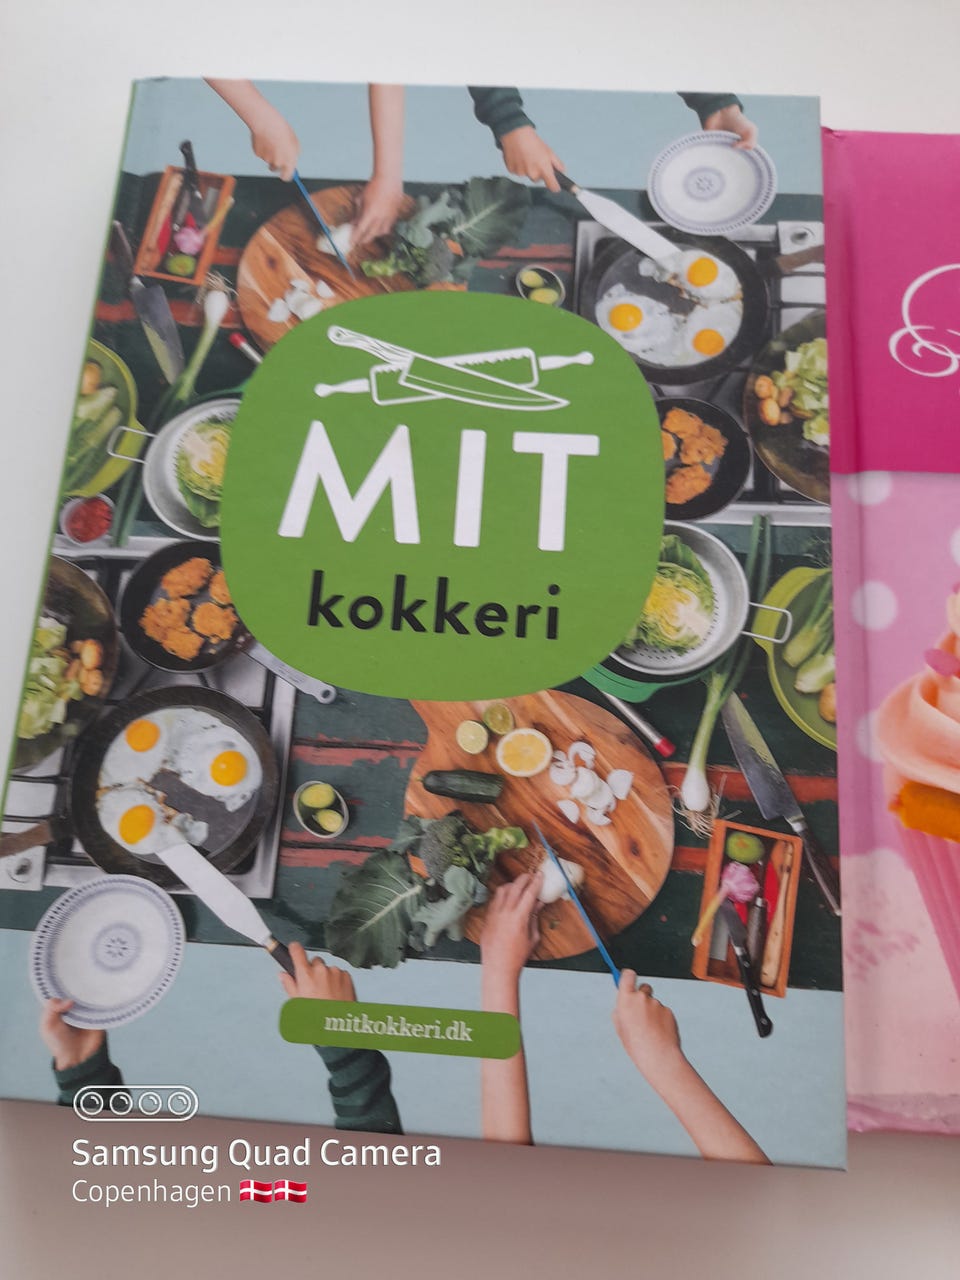 MIT
kokkeri
mitkokkeri.dk
Samsung Quad Camera
Copenhagen 🇩🇰🇩🇰